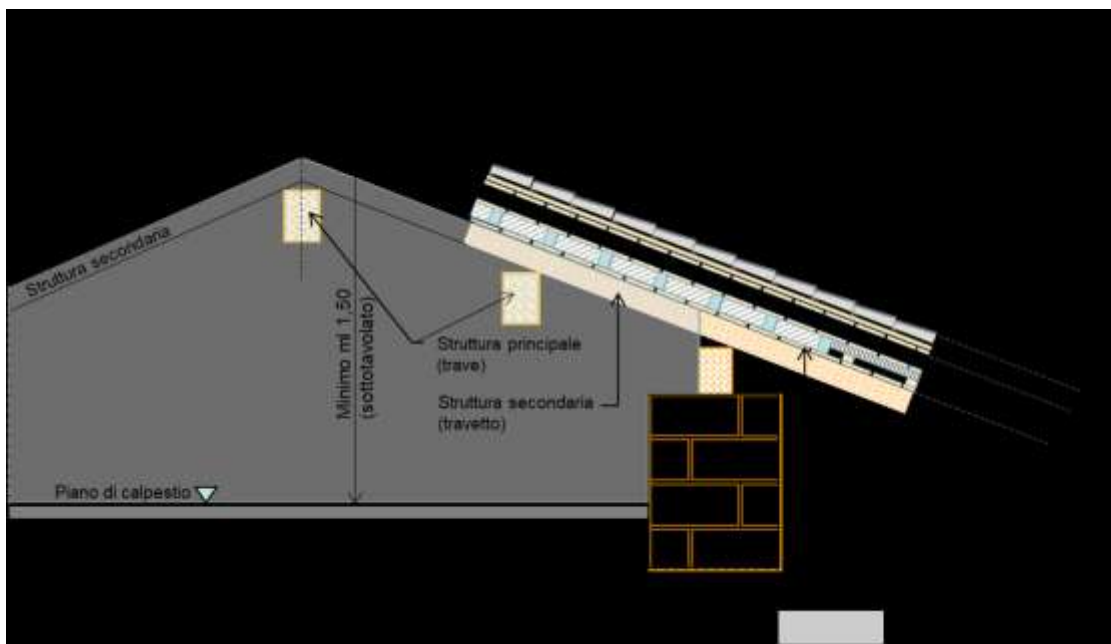 Struttura secondaria
Minimo ml 1,50
(sottotavolato)
Struttura principale
(trave)
Struttura secondaria
(travetto)
Piano di calpestio